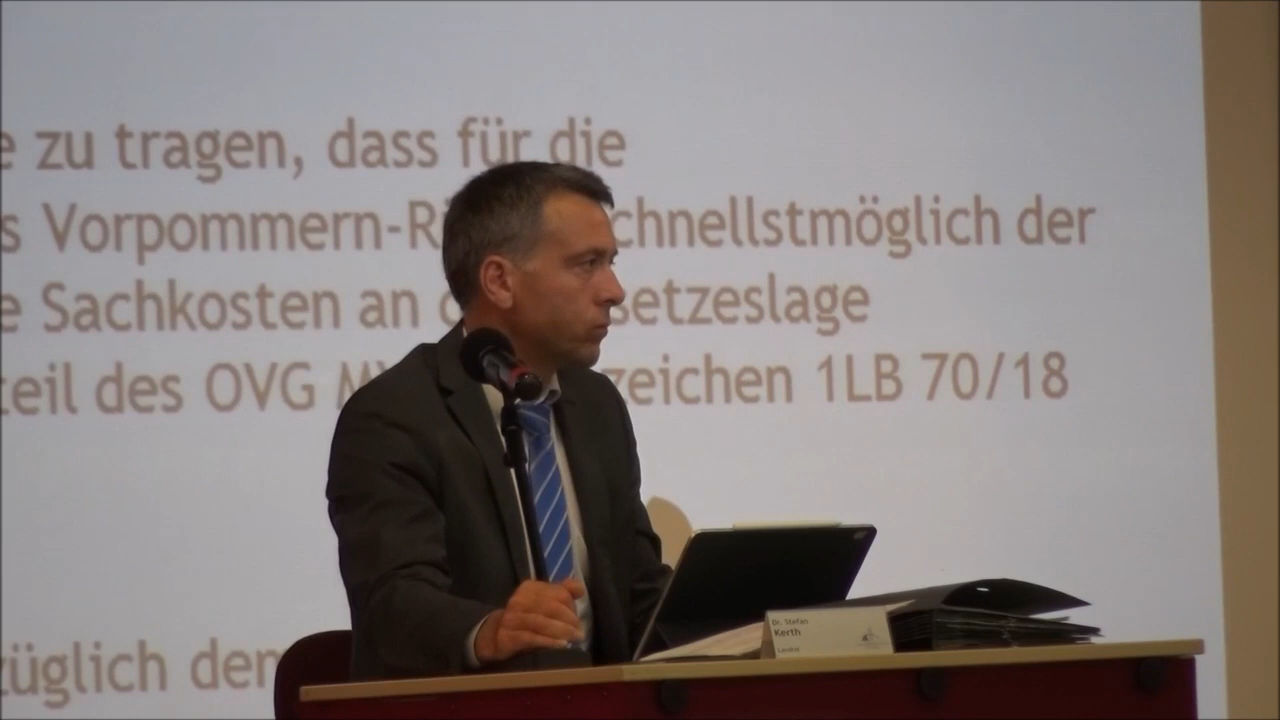 e zu tragen, dass für die
s Vorpommern-R chnellstmöglich der
e Sachkosten an d setzeslage
teil des OVG M zeichen 1LB 70/18
züglich dem
Dr. Stefan
Kerth
Landrat